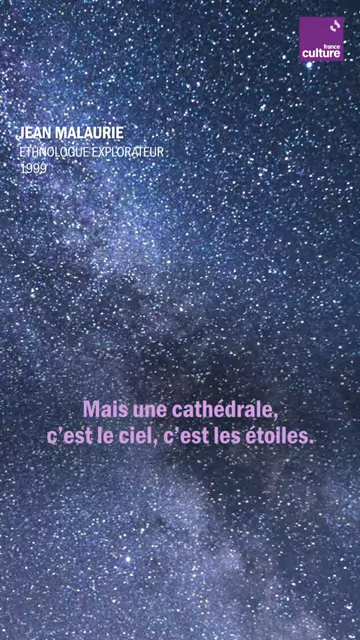 france
culture
JEAN MALAURIE
ETHNOLOGUE EXPLORATEUR
1999
Mais une cathédrale,
c’est le ciel, c’est les étoiles.